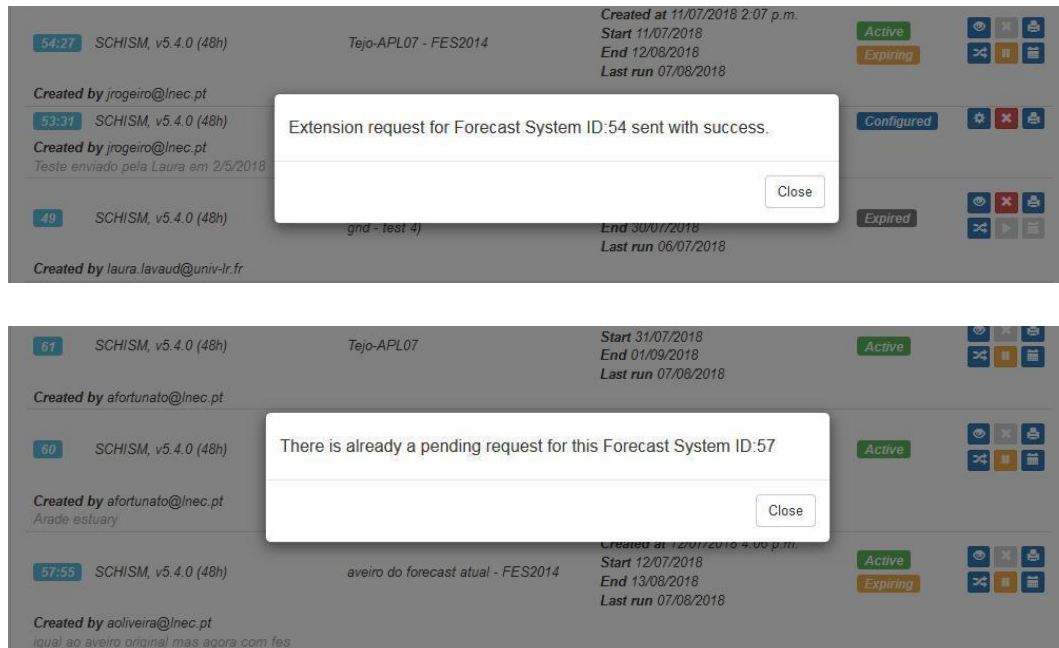 Created at 11/07/2018 2:07 p.m.
54:27 SCHISM, v5.4.0 (48h) Tejo-APL07 - FES2014 Start 11/07/2018 Active
End 12/08/2018 Expiring
Last run 07/08/2018
Created by jrogeiro@lnec.pt
53:31 SCHISM, v5.4.0 (48h) Configured
Extension request for Forecast System ID:54 sent with success.
Created by jrogeiro@lnec.pt
Teste enviado pela Laura em 2/5/2018
Close
49 SCHISM, v5.4.0 (48h) grid - test 4) End 30/07/2018 Expired
Last run 06/07/2018
Created by laura.lavaud@univ-lr.fr
61 SCHISM, v5.4.0 (48h) Tejo-APL07 Start 31/07/2018 Active
End 01/09/2018
Last run 07/08/2018
Created by afortunato@lnec.pt
There is already a pending request for this Forecast System ID:57
60 SCHISM, v5.4.0 (48h) Active
Created by afortunato@lnec.pt
Arade estuary
Close
Created at 12/07/2018 4:06 p.m.
57:55 SCHISM, v5.4.0 (48h) aveiro do forecast atual - FES2014 Start 12/07/2018 Active
End 13/08/2018 Expiring
Last run 07/08/2018
Created by aoliveira@lnec.pt
igual ao aveiro original mas agora com fes